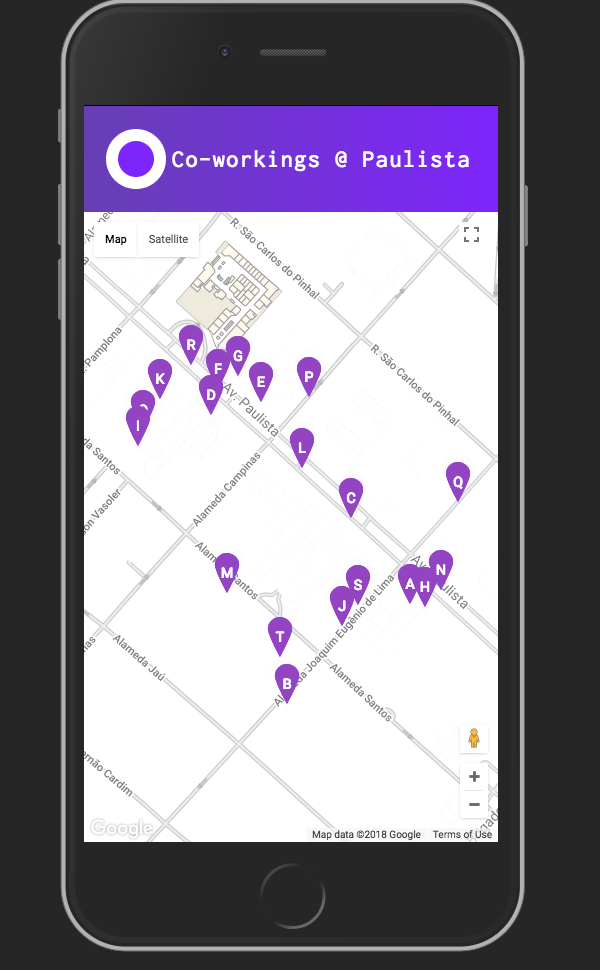 Co-workings @ Paulista
Map
Satellite
R. São Carlos do Pinhal
R. São Carlos do Pinhal
Pamplona
R
G
F
K
E
P
D
I
Av. Paulista
L
da Santos
Q
C
Alameda Campinas
on Vasoler
Alameda Santos
M
Av. Paulista
N
S
A
H
J
T
Alameda Joaquim Eugênio de Lima
Alameda Jaú
Alameda Santos
B
ernão Cardim
+
−
Google
Map data ©2018 Google
Terms of Use